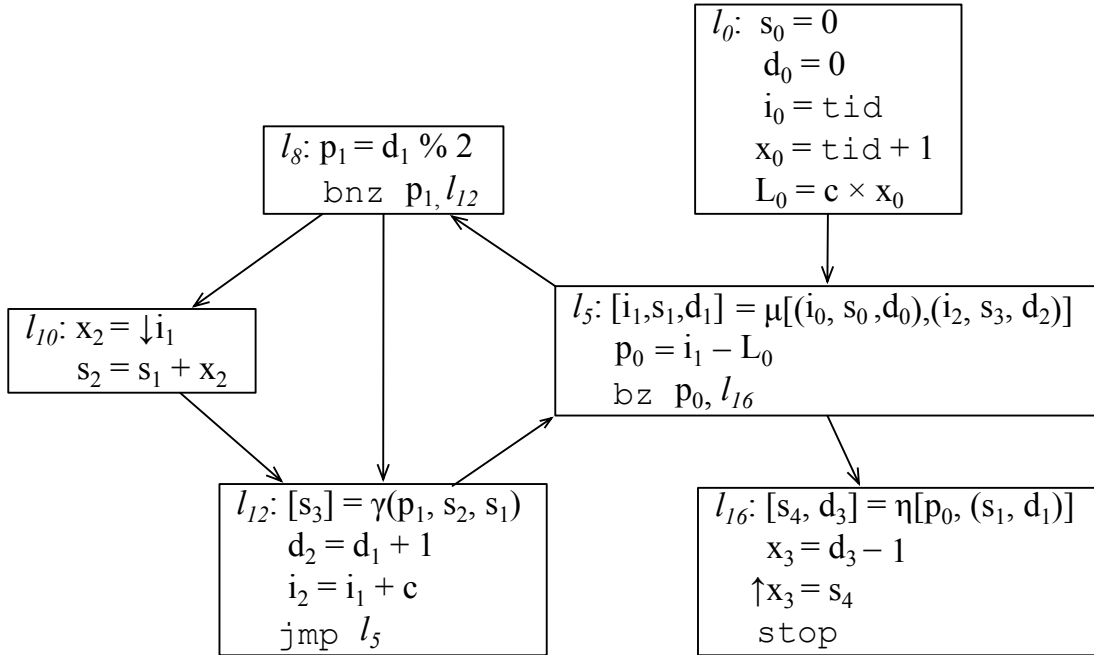 l₀: s₀ = 0
d₀ = 0
i₀ = tid
x₀ = tid + 1
L₀ = c × x₀
l₈: p₁ = d₁ % 2
bnz p₁, l₁₂
l₅: [i₁,s₁,d₁] = μ[(i₀, s₀ ,d₀),(i₂, s₃, d₂)]
p₀ = i₁ – L₀
bz p₀, l₁₆
l₁₀: x₂ = ↓i₁
s₂ = s₁ + x₂
l₁₂: [s₃] = γ(p₁, s₂, s₁)
d₂ = d₁ + 1
i₂ = i₁ + c
jmp l₅
l₁₆: [s₄, d₃] = η[p₀, (s₁, d₁)]
x₃ = d₃ – 1
↑x₃ = s₄
stop